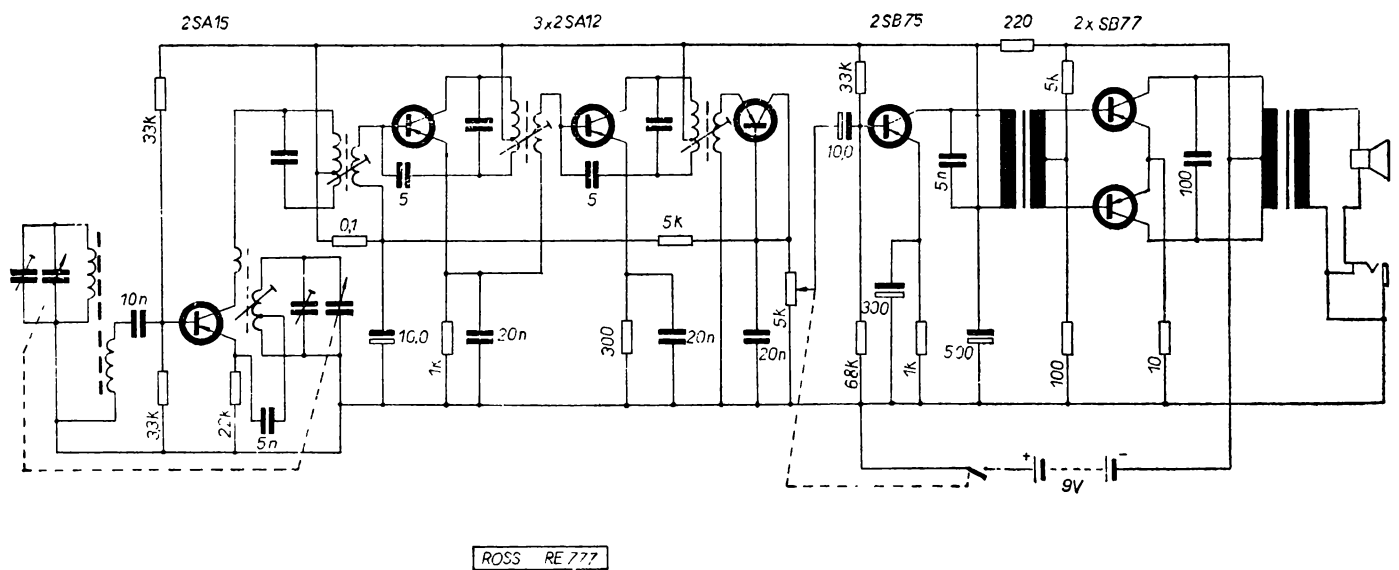 2SA15 3x2SA12 2SB75 220 2x SB77
33k 33k 5k
10,0 5n 100
5 5
0,1 5k
10n 5k 300
10,0 1k 20n 300 20n 20n 68k 1k 500 100 10
3,3k 5n
+ -
9V
ROSS RE 777